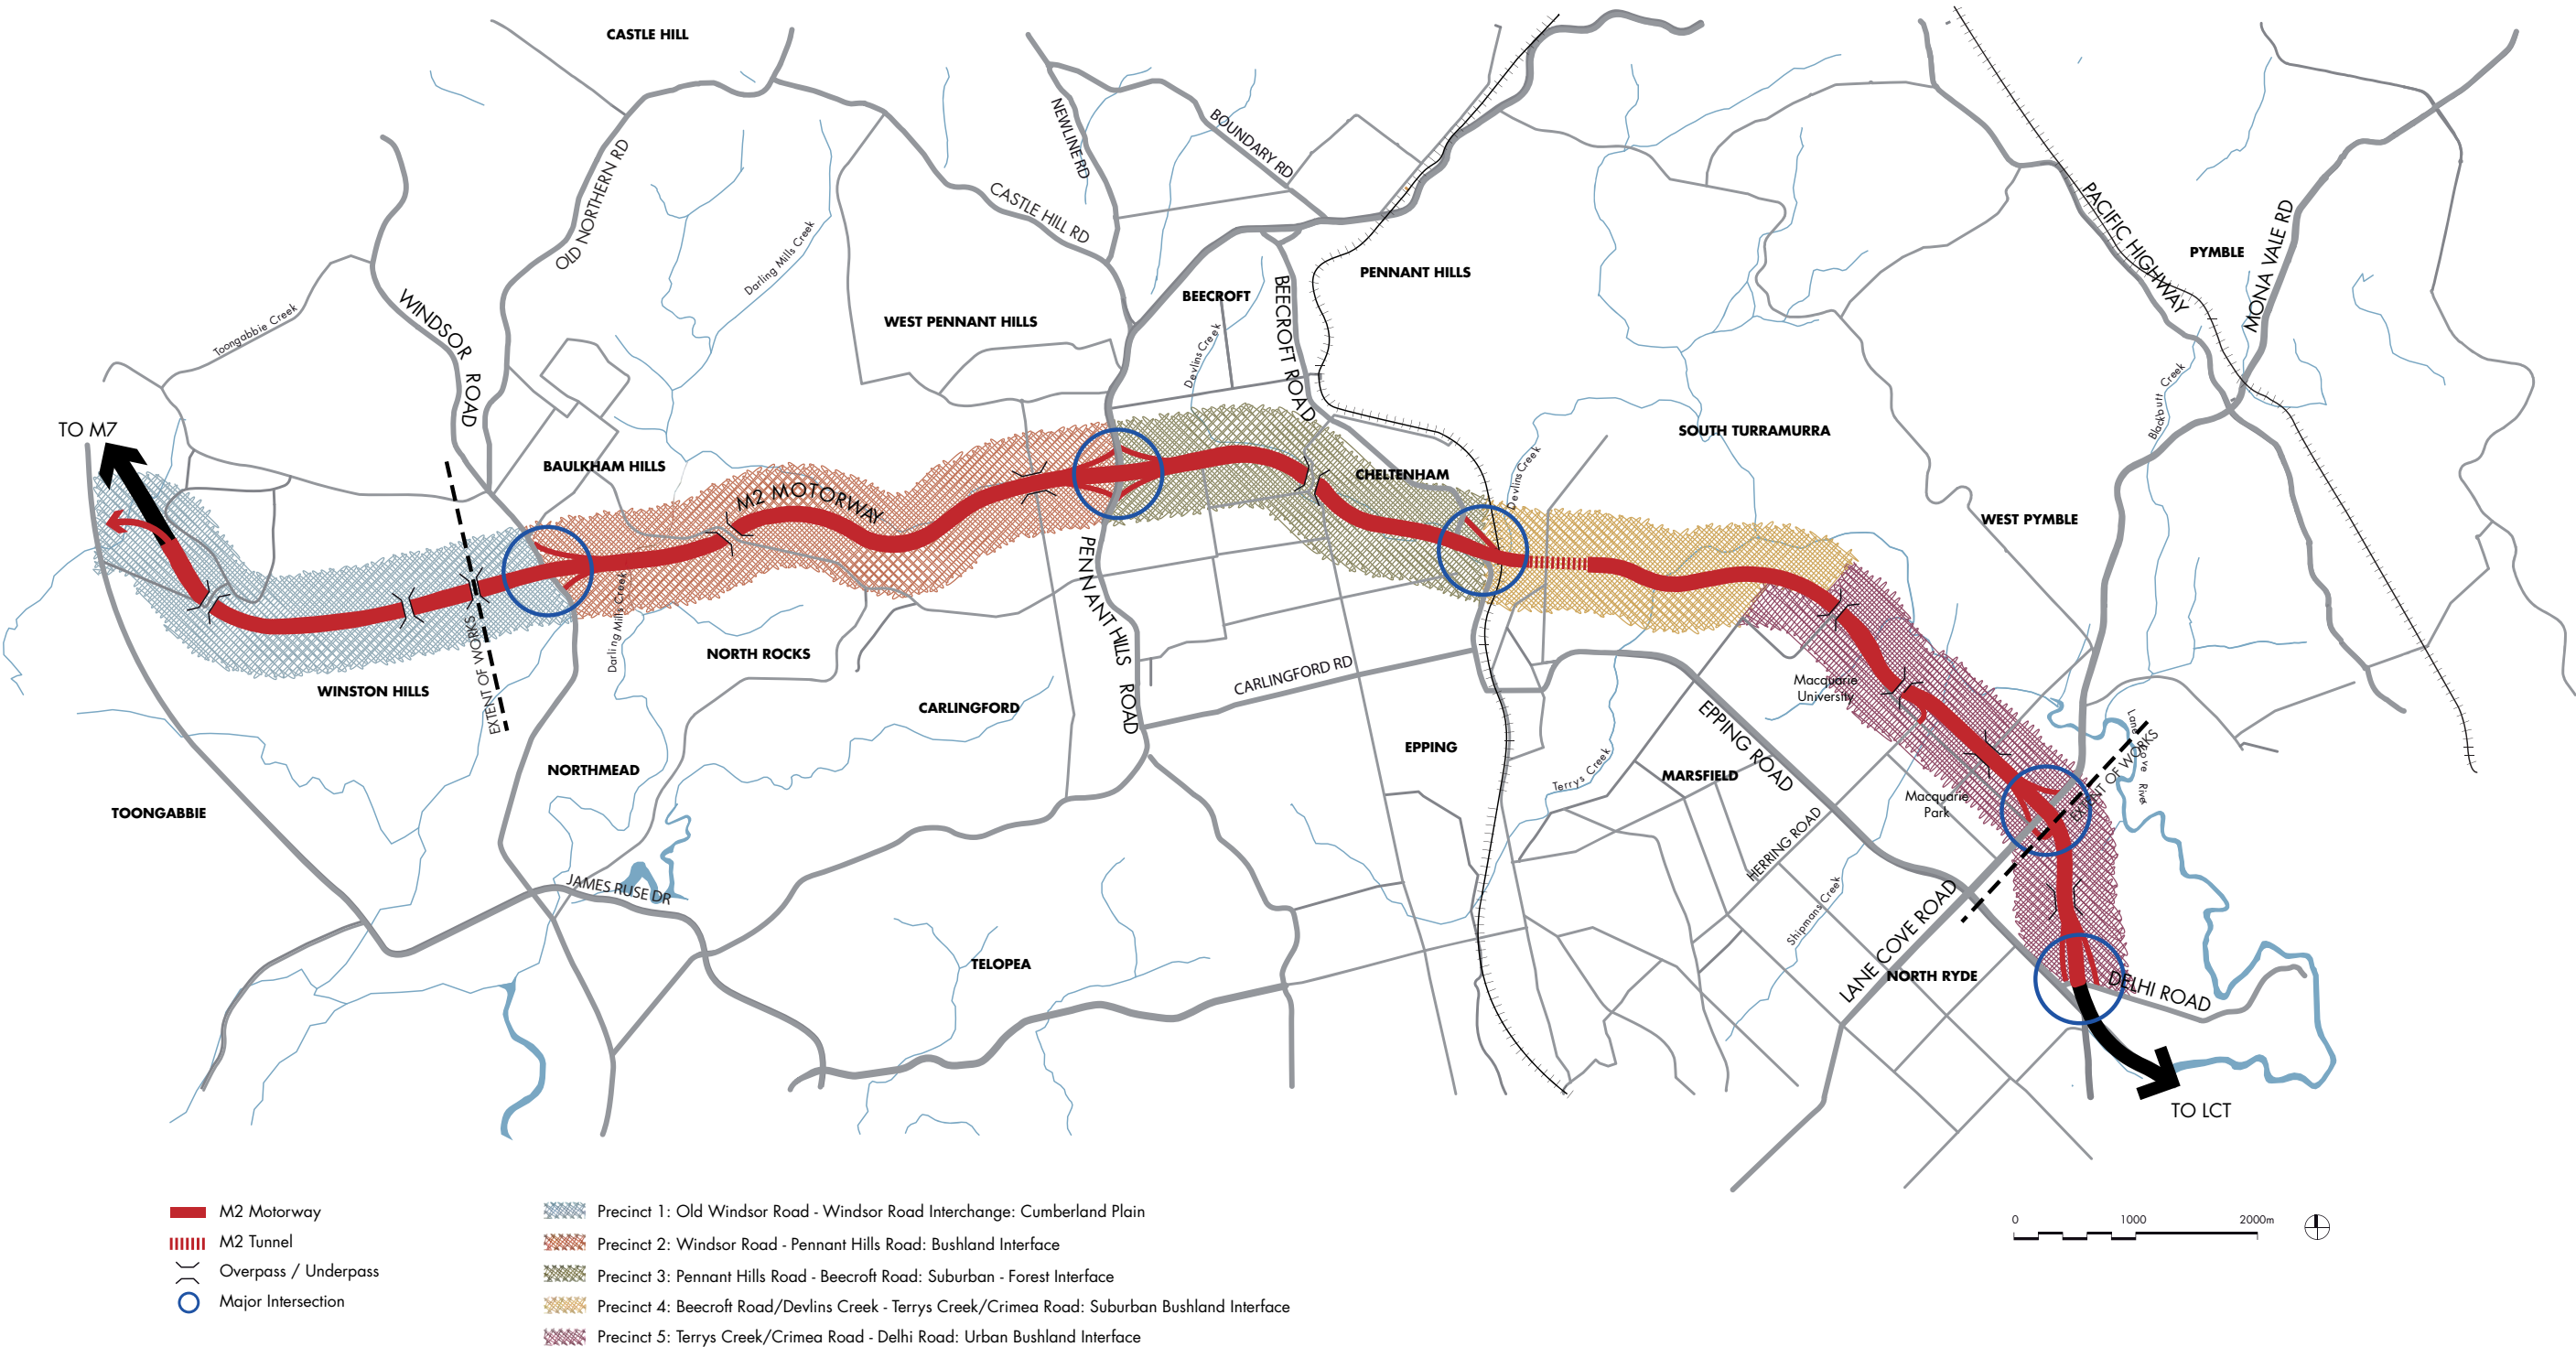 CASTLE HILL
OLD NORTHERN RD
NEWLINE RD
BOUNDARY RD
CASTLE HILL RD
Darling Mills Creek
PACIFIC HIGHWAY
MONA VALE RD
PYMBLE
PENNANT HILLS
BEECROFT
BEECROFT ROAD
WEST PENNANT HILLS
Devlins Creek
Toongabbie Creek
WINDSOR ROAD
Blackbutt Creek
TO M7
SOUTH TURRAMURRA
BAULKHAM HILLS
CHELTENHAM
M2 MOTORWAY
Devlins Creek
WEST PYMBLE
PENNANT HILLS ROAD
Darling Mills Creek
EXTENT OF WORKS
NORTH ROCKS
WINSTON HILLS
CARLINGFORD RD
Macquarie
University
CARLINGFORD
EPPING ROAD
EPPING
Lane Cove River
EXTENT OF WORKS
NORTHMEAD
Terrys Creek
MARSFIELD
Macquarie
Park
TOONGABBIE
HERRING ROAD
JAMES RUSE DR
Shipmans Creek
LANE COVE ROAD
TELOPEA
NORTH RYDE
DELHI ROAD
TO LCT
M2 Motorway
M2 Tunnel
Overpass / Underpass
Major Intersection
Precinct 1: Old Windsor Road - Windsor Road Interchange: Cumberland Plain
Precinct 2: Windsor Road - Pennant Hills Road: Bushland Interface
Precinct 3: Pennant Hills Road - Beecroft Road: Suburban - Forest Interface
Precinct 4: Beecroft Road/Devlins Creek - Terrys Creek/Crimea Road: Suburban Bushland Interface
Precinct 5: Terrys Creek/Crimea Road - Delhi Road: Urban Bushland Interface
0 1000 2000m